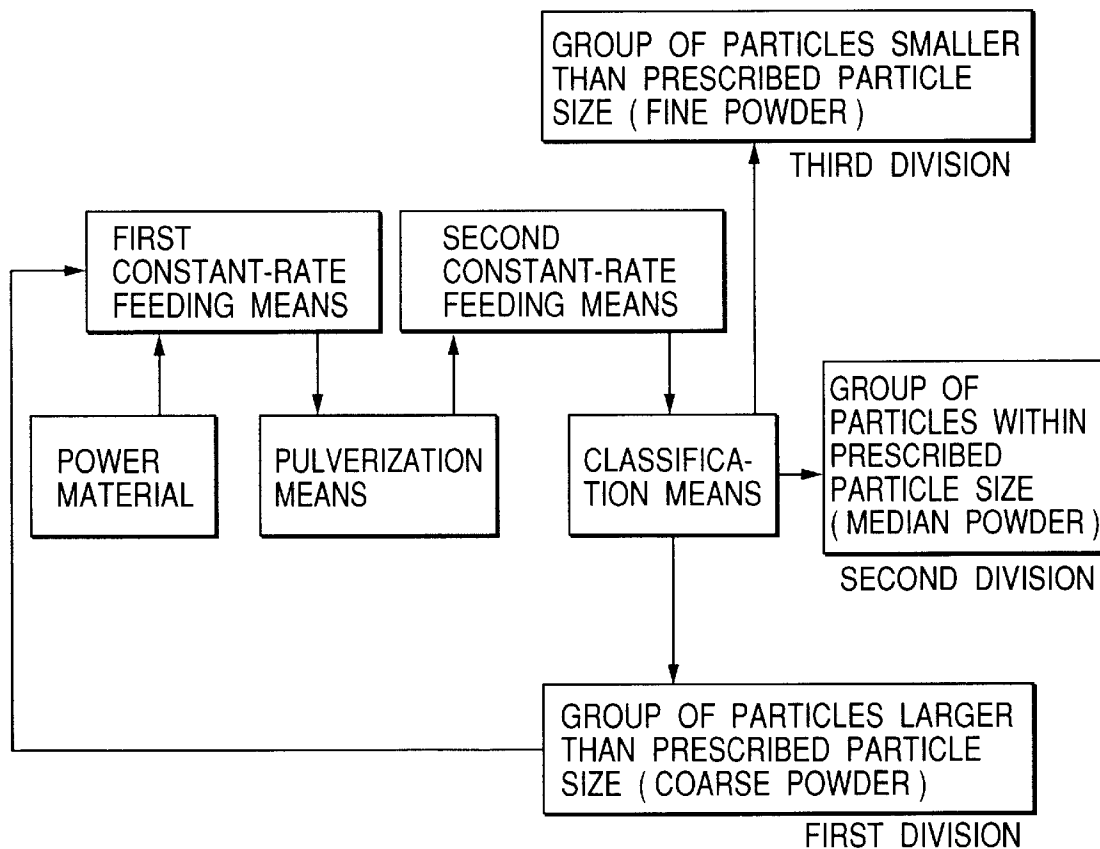 GROUP OF PARTICLES SMALLER
THAN PRESCRIBED PARTICLE
SIZE ( FINE POWDER )
THIRD DIVISION
FIRST
CONSTANT-RATE
FEEDING MEANS
SECOND
CONSTANT-RATE
FEEDING MEANS
POWER
MATERIAL
PULVERIZATION
MEANS
CLASSIFICA-
TION MEANS
GROUP OF
PARTICLES WITHIN
PRESCRIBED
PARTICLE SIZE
( MEDIAN POWDER )
SECOND DIVISION
GROUP OF PARTICLES LARGER
THAN PRESCRIBED PARTICLE
SIZE ( COARSE POWDER )
FIRST DIVISION